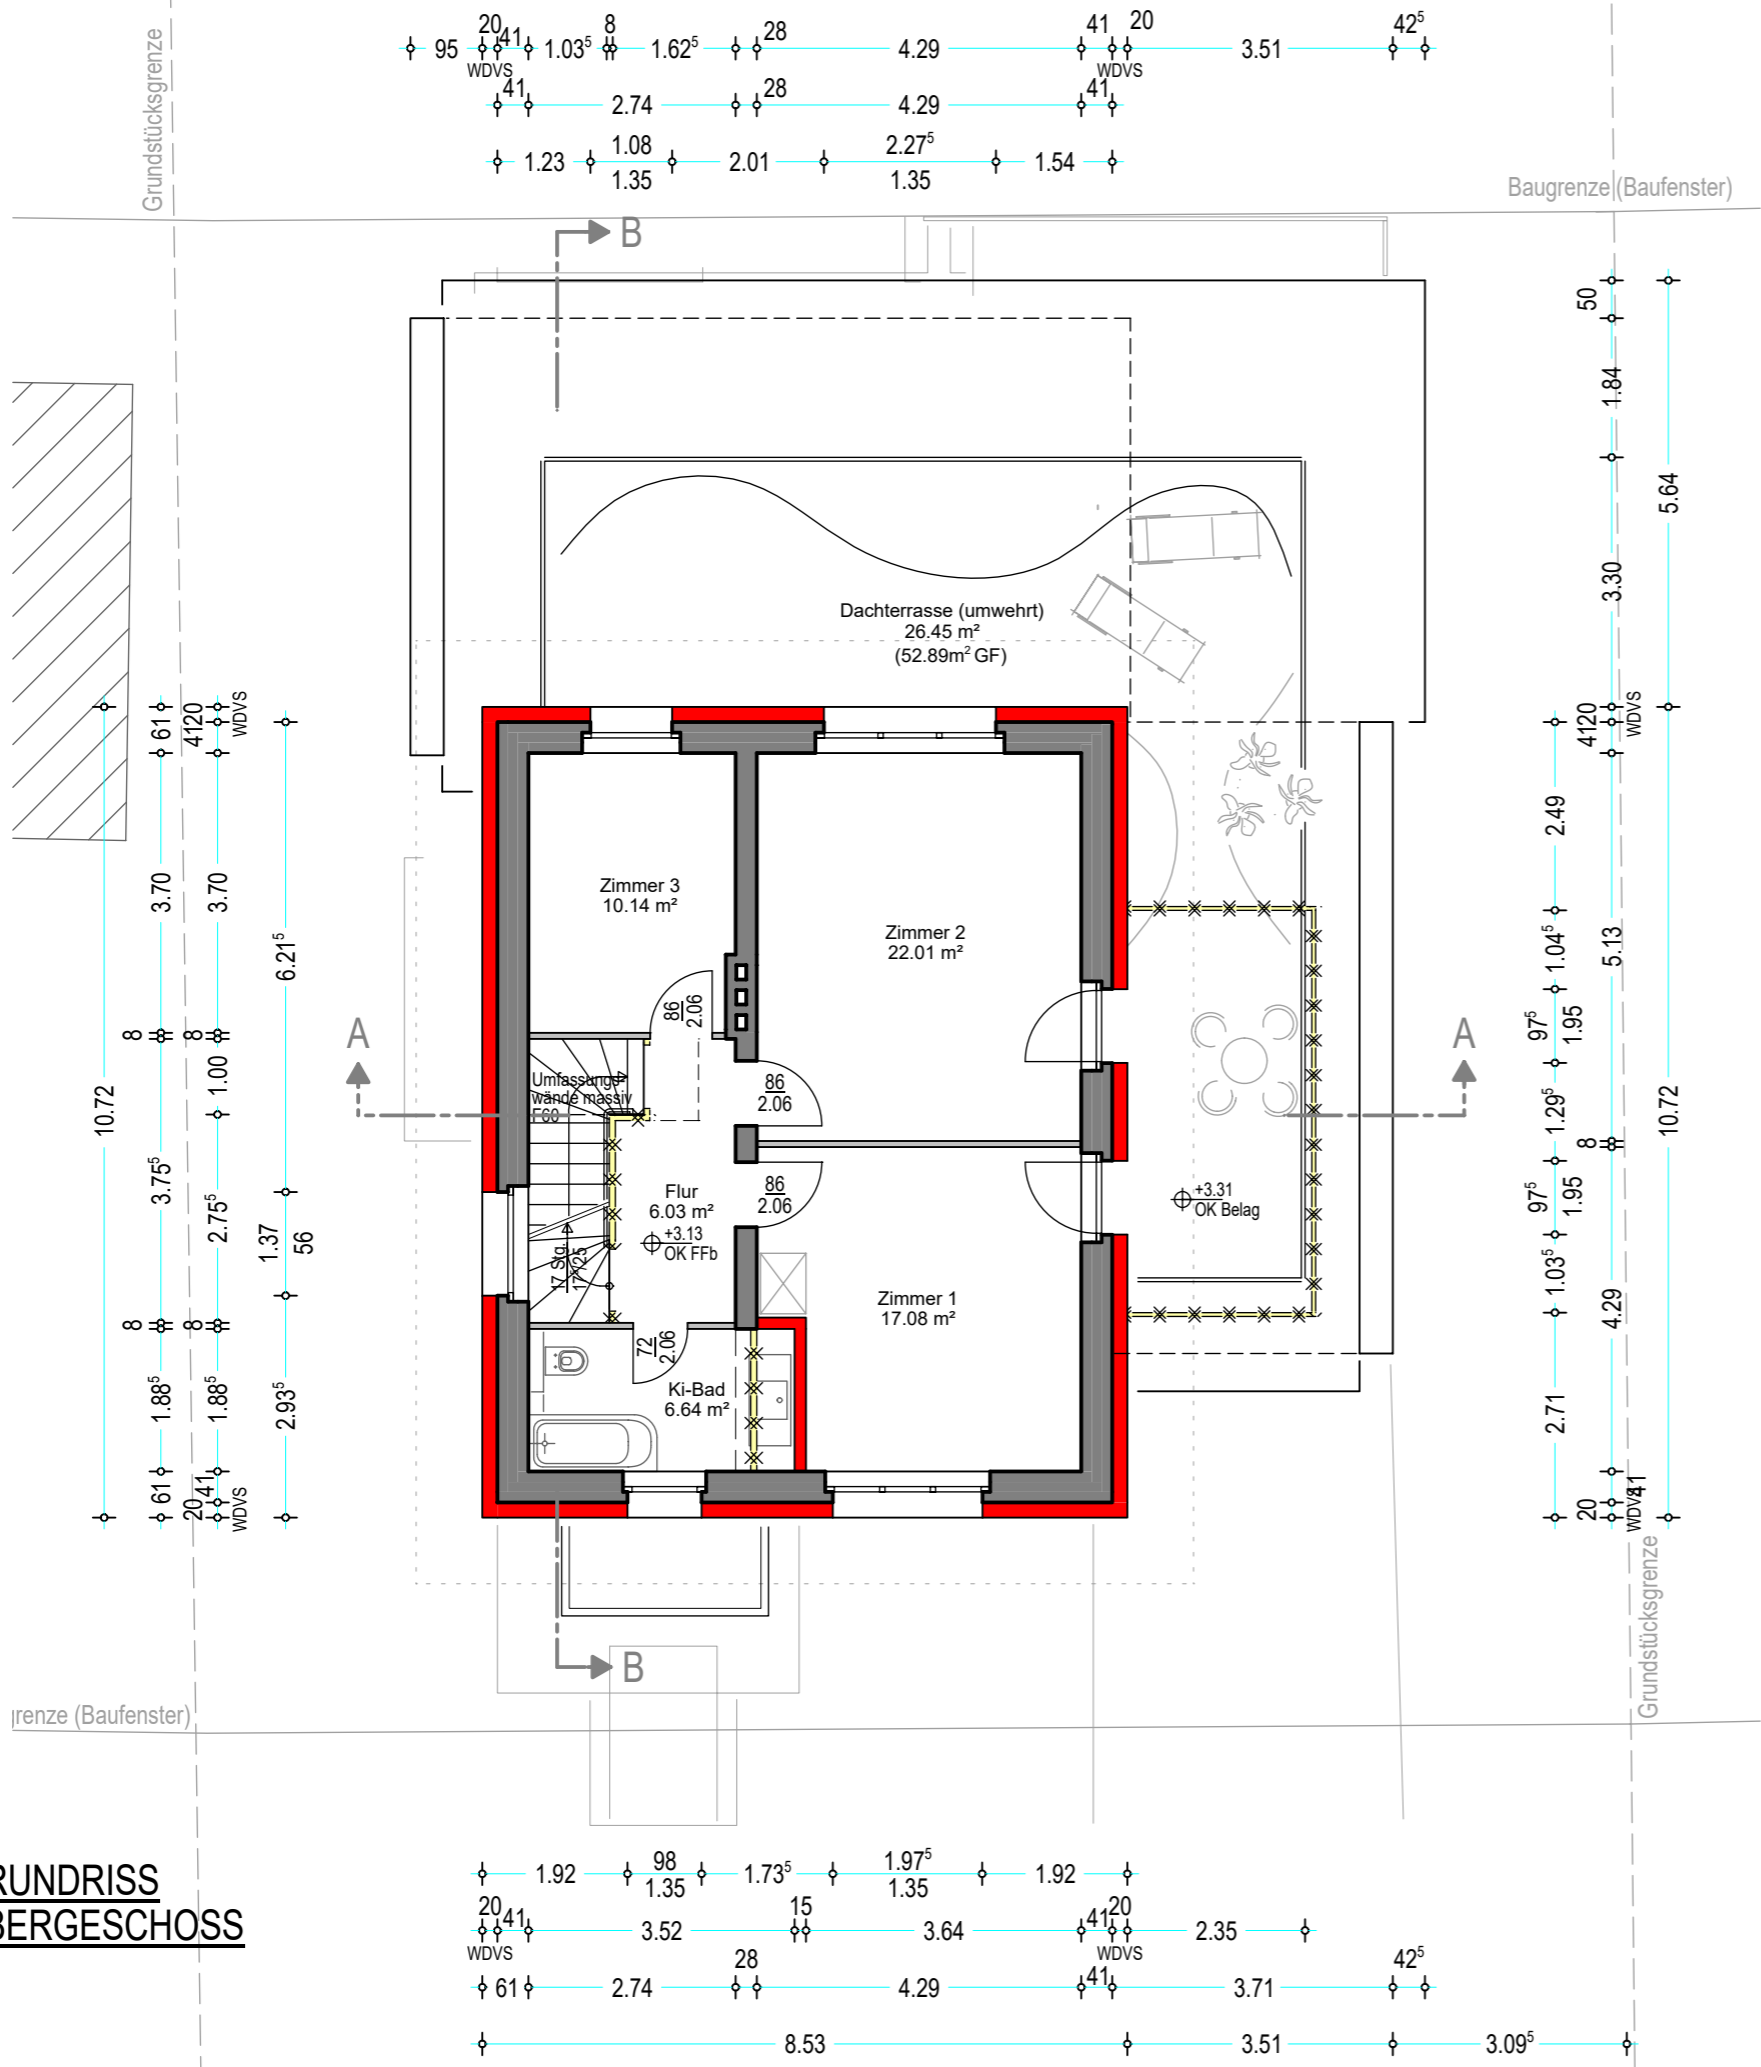 20 8 28 41 20 42⁵
95 41 1.03⁵ 1.62⁵ 4.29 3.51
WDVS WDVS
41 28 41
2.74 4.29
1.08 2.27⁵
1.23 2.01 1.54
1.35 1.35
Grundstücksgrenze
Baugrenze (Baufenster)
B
50
1.84
5.64
3.30
Dachterrasse (umwehrt)
26.45 m²
(52.89m² GF)
61
4120
WDVS
4120
WDVS
3.70
3.70
6.21⁵
Zimmer 3
10.14 m²
Zimmer 2
22.01 m²
2.49
1.04⁵
5.13
86
2.06
97⁵
1.95
8
8
1.00
A
A
10.72
10.72
Umfassungs-
wände massiv
F60
86
2.06
1.29⁵
8
3.75⁵
2.75⁵
1.37
56
Flur
6.03 m²
+3.13
OK FFb
86
2.06
+3.31
OK Belag
97⁵
1.95
17 Stg.
17⁵/25
1.03⁵
4.29
Zimmer 1
17.08 m²
8
8
72
2.06
Ki-Bad
6.64 m²
1.88⁵
1.88⁵
2.93⁵
2.71
61
20
41
WDVS
20
41
WDVS
Grundstücksgrenze
B
grenze (Baufenster)
98 1.97⁵
1.92 1.73⁵ 1.92
1.35 1.35
RUNDRISS
BERGESCHOSS
20 15 20
41 3.52 3.64 41 2.35
WDVS WDVS
28 42⁵
61 2.74 4.29 41 3.71
8.53 3.51 3.09⁵